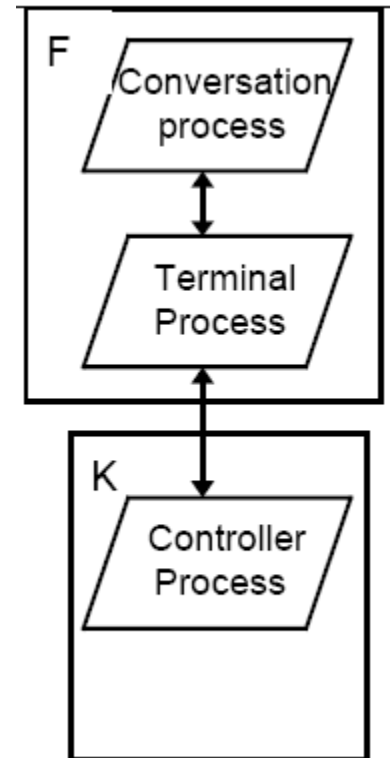 F
Conversation
process
Terminal
Process
K
Controller
Process